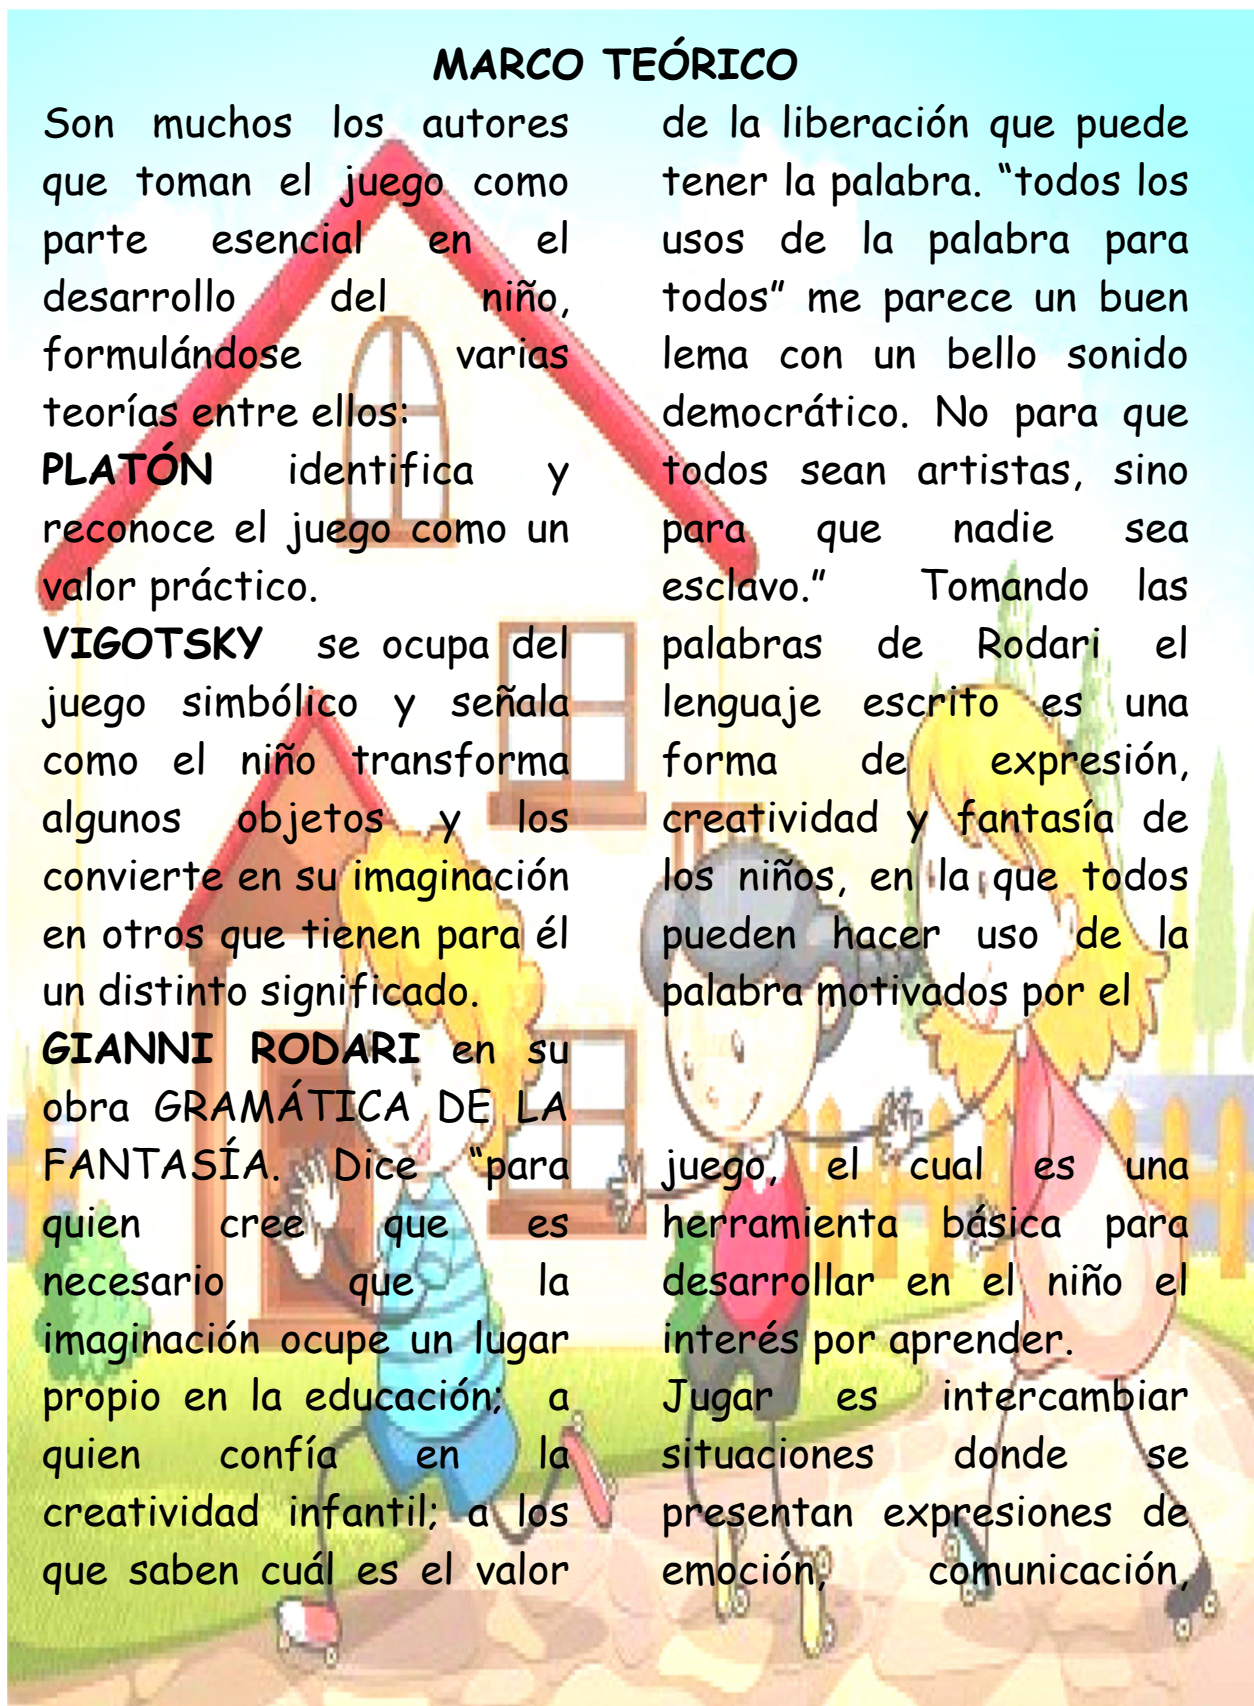 MARCO TEÓRICO
Son muchos los autores
que toman el juego como
parte esencial en el
desarrollo del niño,
formulándose varias
teorías entre ellos:
PLATÓN identifica y
reconoce el juego como un
valor práctico.
VIGOTSKY se ocupa del
juego simbólico y señala
como el niño transforma
algunos objetos y los
convierte en su imaginación
en otros que tienen para él
un distinto significado.
GIANNI RODARI en su
obra GRAMÁTICA DE LA
FANTASÍA. Dice “para
quien cree que es
necesario que la
imaginación ocupe un lugar
propio en la educación; a
quien confía en la
creatividad infantil; a los
que saben cuál es el valor
de la liberación que puede
tener la palabra. “todos los
usos de la palabra para
todos” me parece un buen
lema con un bello sonido
democrático. No para que
todos sean artistas, sino
para que nadie sea
esclavo.” Tomando las
palabras de Rodari el
lenguaje escrito es una
forma de expresión,
creatividad y fantasía de
los niños, en la que todos
pueden hacer uso de la
palabra motivados por el
juego, el cual es una
herramienta básica para
desarrollar en el niño el
interés por aprender.
Jugar es intercambiar
situaciones donde se
presentan expresiones de
emoción, comunicación,